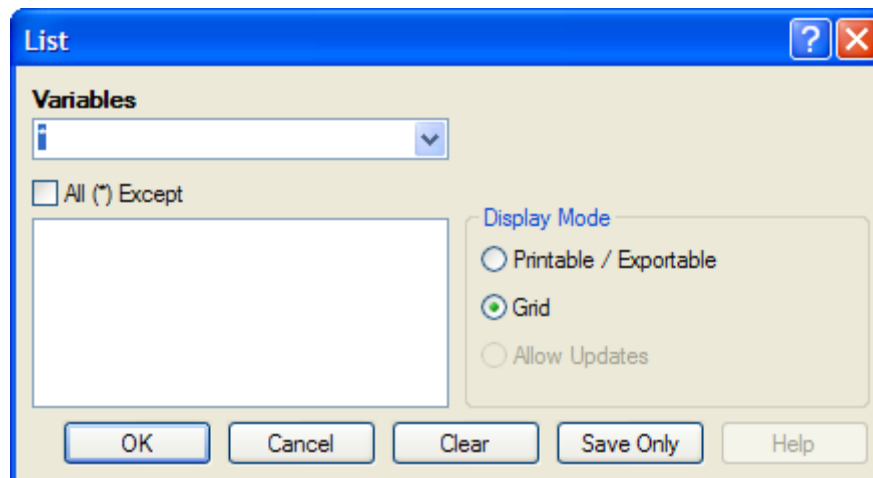 List
Variables
*
All (*) Except
Display Mode
Printable / Exportable
Grid
Allow Updates
OK Cancel Clear Save Only Help